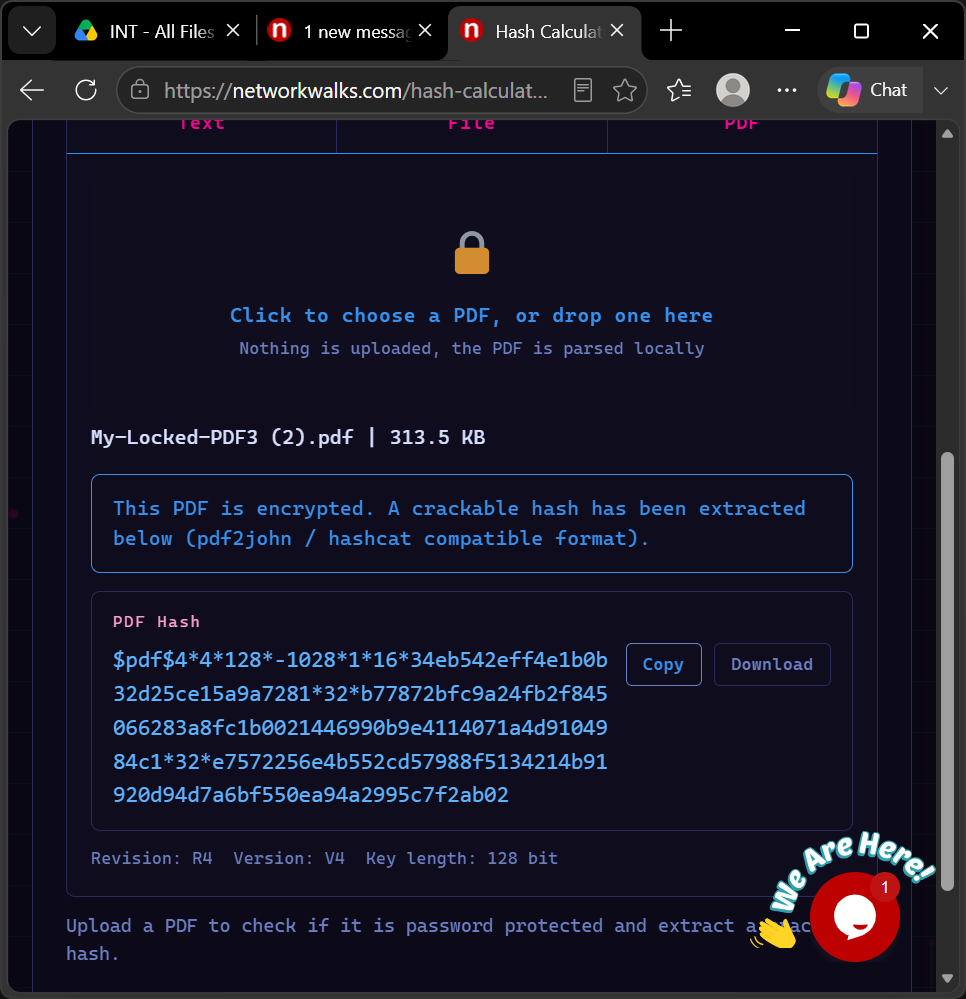 INT - All Files
1 new messag
Hash Calculat
https://networkwalks.com/hash-calculat...
Chat
Text
File
PDF
Click to choose a PDF, or drop one here
Nothing is uploaded, the PDF is parsed locally
My-Locked-PDF3 (2).pdf | 313.5 KB
This PDF is encrypted. A crackable hash has been extracted
below (pdf2john / hashcat compatible format).
PDF Hash
$pdf$4*4*128*-1028*1*16*34eb542eff4e1b0b
32d25ce15a9a7281*32*b77872bfc9a24fb2f845
066283a8fc1b0021446990b9e4114071a4d91049
84c1*32*e7572256e4b552cd57988f5134214b91
920d94d7a6bf550ea94a2995c7f2ab02
Copy
Download
Revision: R4 Version: V4 Key length: 128 bit
We Are Here!
1
Upload a PDF to check if it is password protected and extract a
hash.